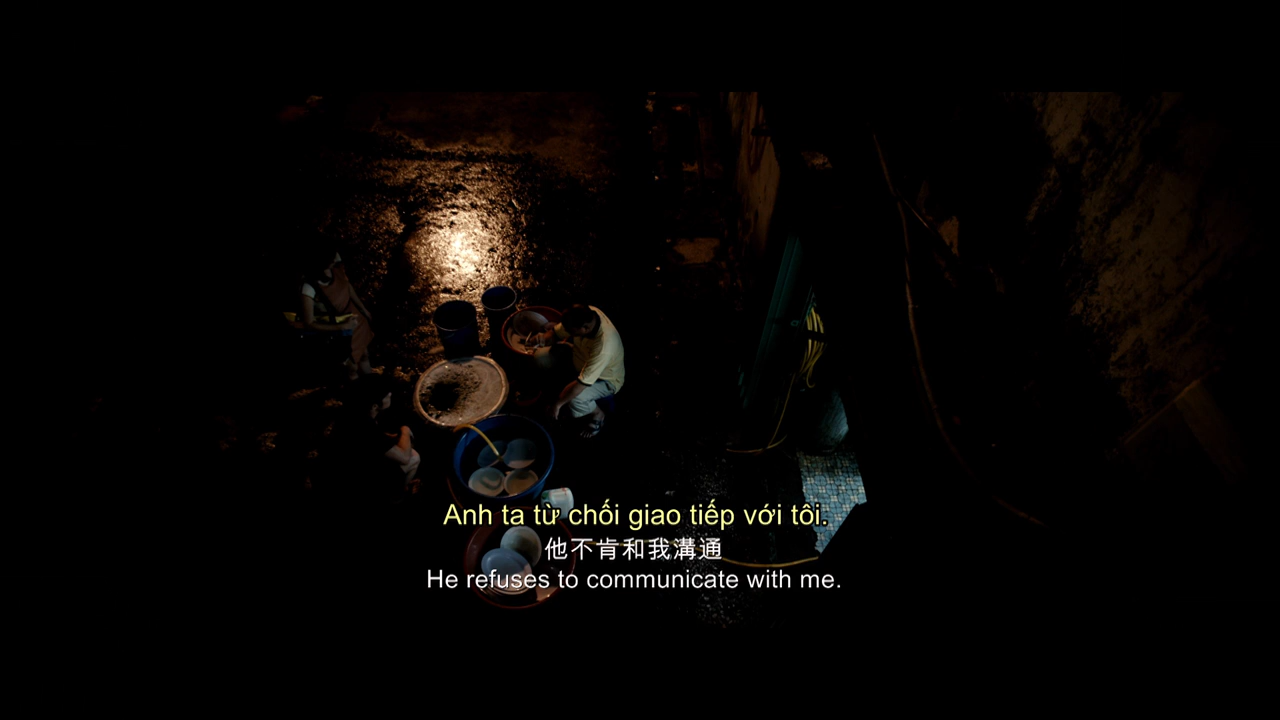 Anh ta từ chối giao tiếp với tôi.
他不肯和我溝通
He refuses to communicate with me.